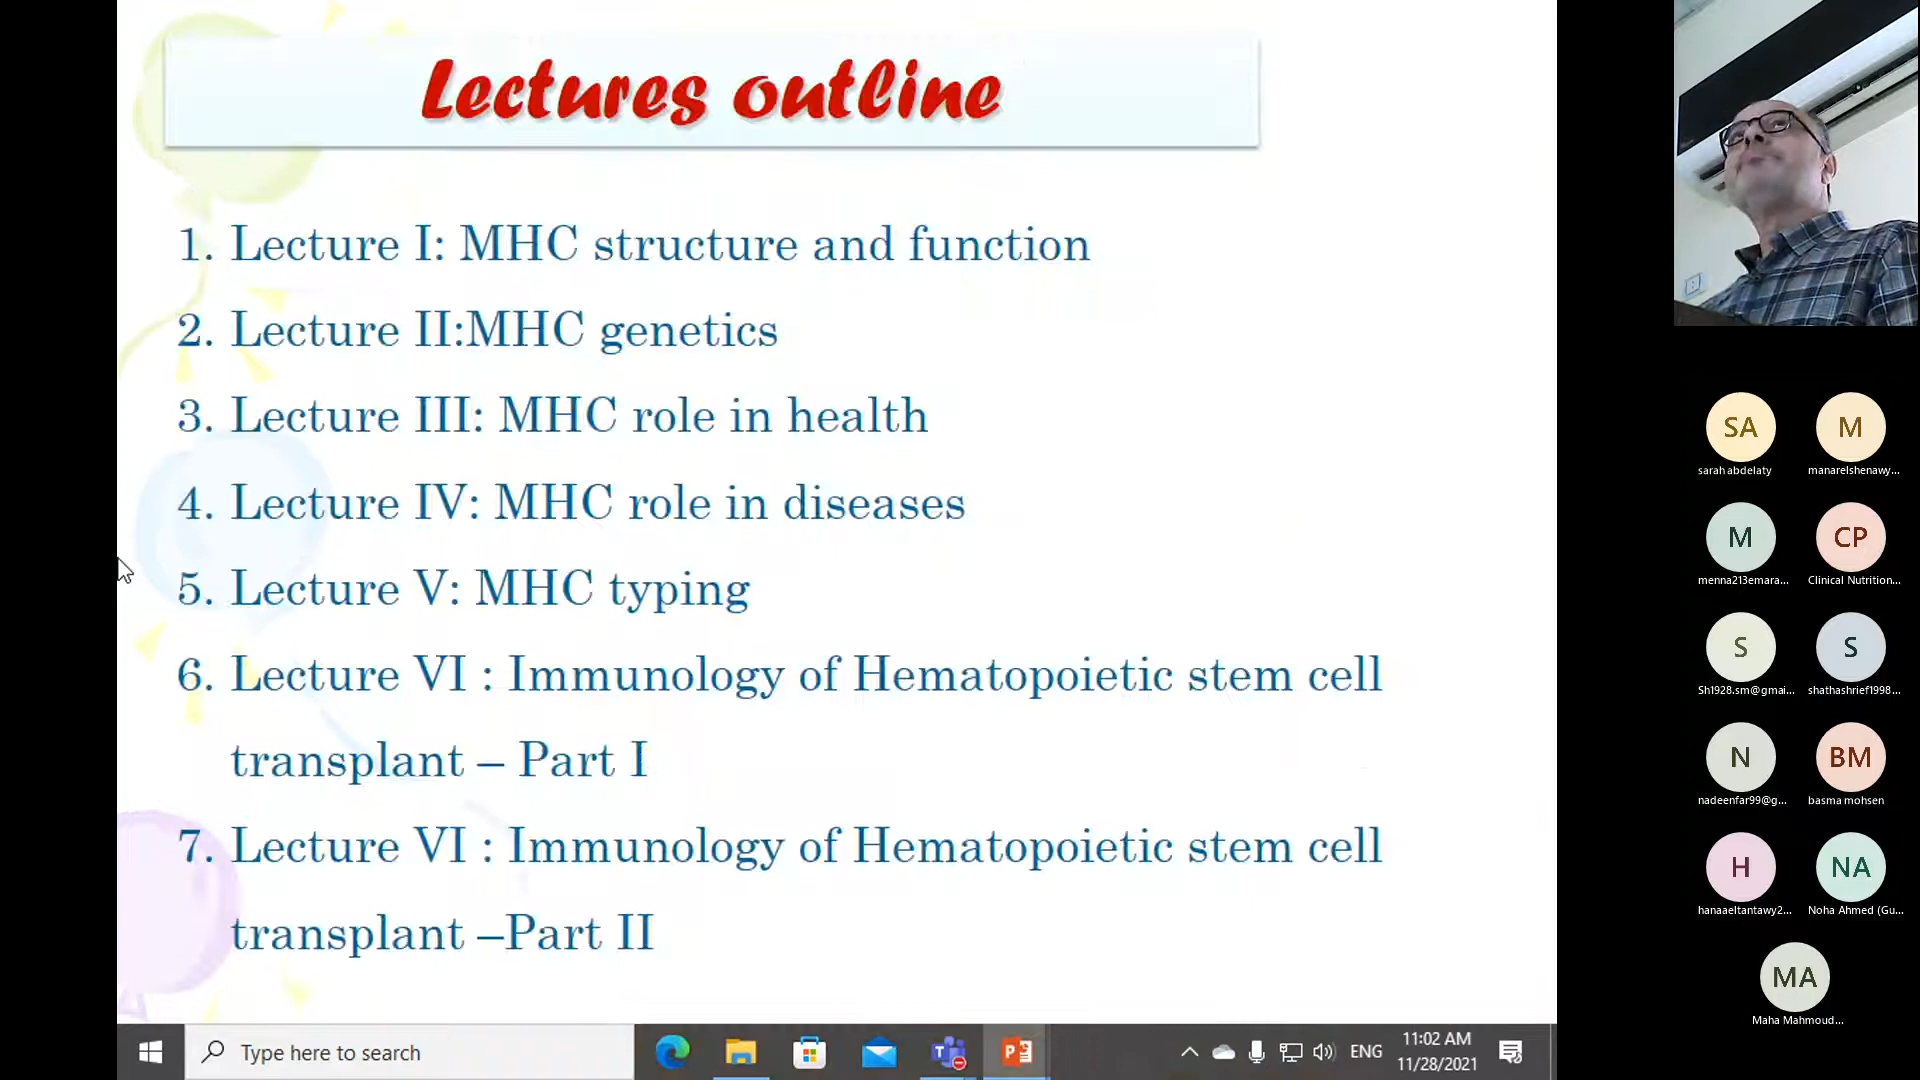 Lectures outline
1. Lecture I: MHC structure and function
2. Lecture II:MHC genetics
3. Lecture III: MHC role in health
4. Lecture IV: MHC role in diseases
5. Lecture V: MHC typing
6. Lecture VI : Immunology of Hematopoietic stem cell
transplant – Part I
7. Lecture VI : Immunology of Hematopoietic stem cell
transplant –Part II
SA M
sarah abdelaty manarelshenawy...
M CP
menna213emara... Clinical Nutrition...
S S
Sh1928.sm@gmai... shathashrief1998...
N BM
nadeenfar99@g... basma mohsen
H NA
hanaaeltantawy2... Noha Ahmed (Gu...
MA
Maha Mahmoud...
Type here to search
ENG
11:02 AM
11/28/2021